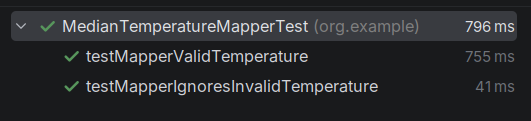 MedianTemperatureMapperTest (org.example) 796 ms
testMapperValidTemperature 755 ms
testMapperIgnoresInvalidTemperature 41 ms